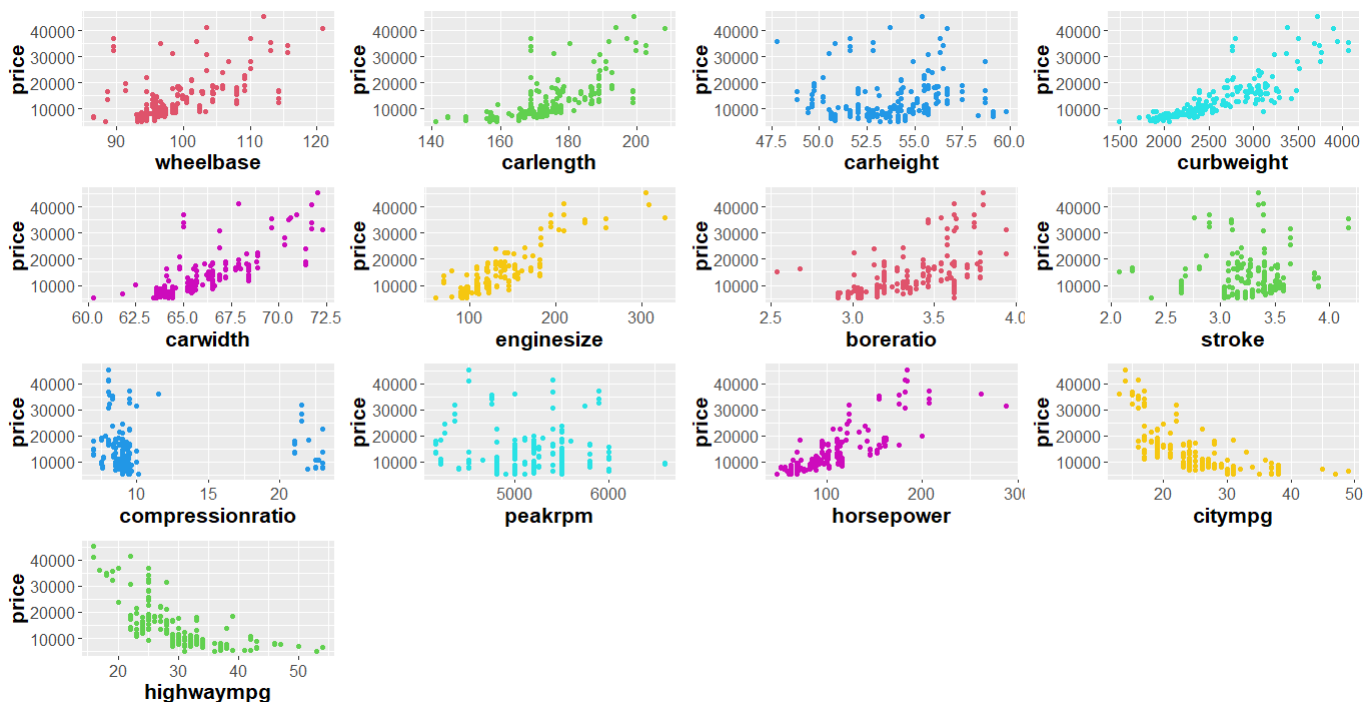 price
40000
30000
20000
10000
90 100 110 120
wheelbase
price
40000
30000
20000
10000
140 160 180 200
carlength
price
40000
30000
20000
10000
47.5 50.0 52.5 55.0 57.5 60.0
carheight
price
40000
30000
20000
10000
1500 2000 2500 3000 3500 4000
curbweight
price
40000
30000
20000
10000
60.0 62.5 65.0 67.5 70.0 72.5
carwidth
price
40000
30000
20000
10000
100 200 300
enginesize
price
40000
30000
20000
10000
2.5 3.0 3.5 4.0
boreratio
price
40000
30000
20000
10000
2.0 2.5 3.0 3.5 4.0
stroke
price
40000
30000
20000
10000
10 15 20
compressionratio
price
40000
30000
20000
10000
5000 6000
peakrpm
price
40000
30000
20000
10000
100 200 300
horsepower
price
40000
30000
20000
10000
20 30 40 50
citympg
price
40000
30000
20000
10000
20 30 40 50
highwaympg